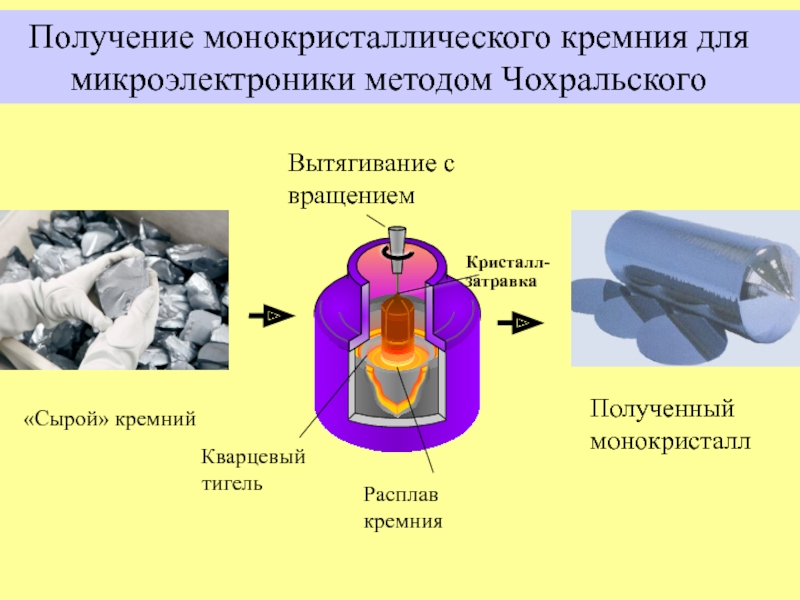 Получение монокристаллического кремния для
микроэлектроники методом Чохральского
Вытягивание с
вращением
Кристалл-
затравка
«Сырой» кремний
Кварцевый
тигель
Расплав
кремния
Полученный
монокристалл